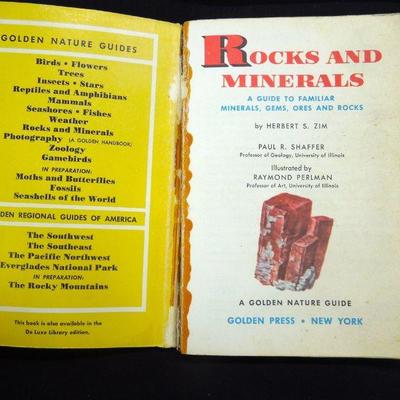 GOLDEN NATURE GUIDES
Birds • Flowers
Trees
Insects • Stars
Reptiles and Amphibians
Mammals
Seashores • Fishes
Weather
Rocks and Minerals
Photography (A GOLDEN HANDBOOK)
Zoology
Gamebirds
IN PREPARATION:
Moths and Butterflies
Fossils
Seashells of the World
DEN REGIONAL GUIDES OF AMERICA
The Southwest
The Southeast
The Pacific Northwest
Everglades National Park
IN PREPARATION:
The Rocky Mountains
This book is also available in the
De Luxe Library edition.
ROCKS AND
MINERALS
A GUIDE TO FAMILIAR
MINERALS, GEMS, ORES AND ROCKS
by HERBERT S. ZIM
PAUL R. SHAFFER
Professor of Geology, University of Illinois
Illustrated by
RAYMOND PERLMAN
Professor of Art, University of Illinois
A GOLDEN NATURE GUIDE
GOLDEN PRESS • NEW YORK